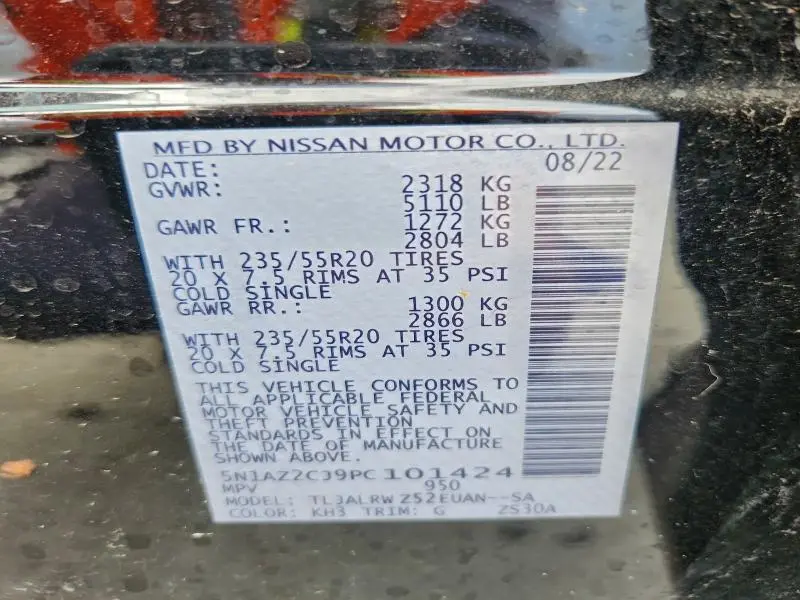 MFD BY NISSAN MOTOR CO., LTD.
DATE: 08/22
GVWR: 2318 KG
5110 LB
GAWR FR.: 1272 KG
2804 LB
WITH 235/55R20 TIRES
20 X 7.5 RIMS AT 35 PSI
COLD SINGLE
GAWR RR.: 1300 KG
2866 LB
WITH 235/55R20 TIRES
20 X 7.5 RIMS AT 35 PSI
COLD SINGLE
THIS VEHICLE CONFORMS TO
ALL APPLICABLE FEDERAL
MOTOR VEHICLE SAFETY AND
THEFT PREVENTION
STANDARDS IN EFFECT ON
THE DATE OF MANUFACTURE
SHOWN ABOVE.
5N1AZ2CJ9PC101424
MPV 950
MODEL: TL3ALRW Z52EUAN--SA
COLOR: KH3 TRIM: G ZS30A